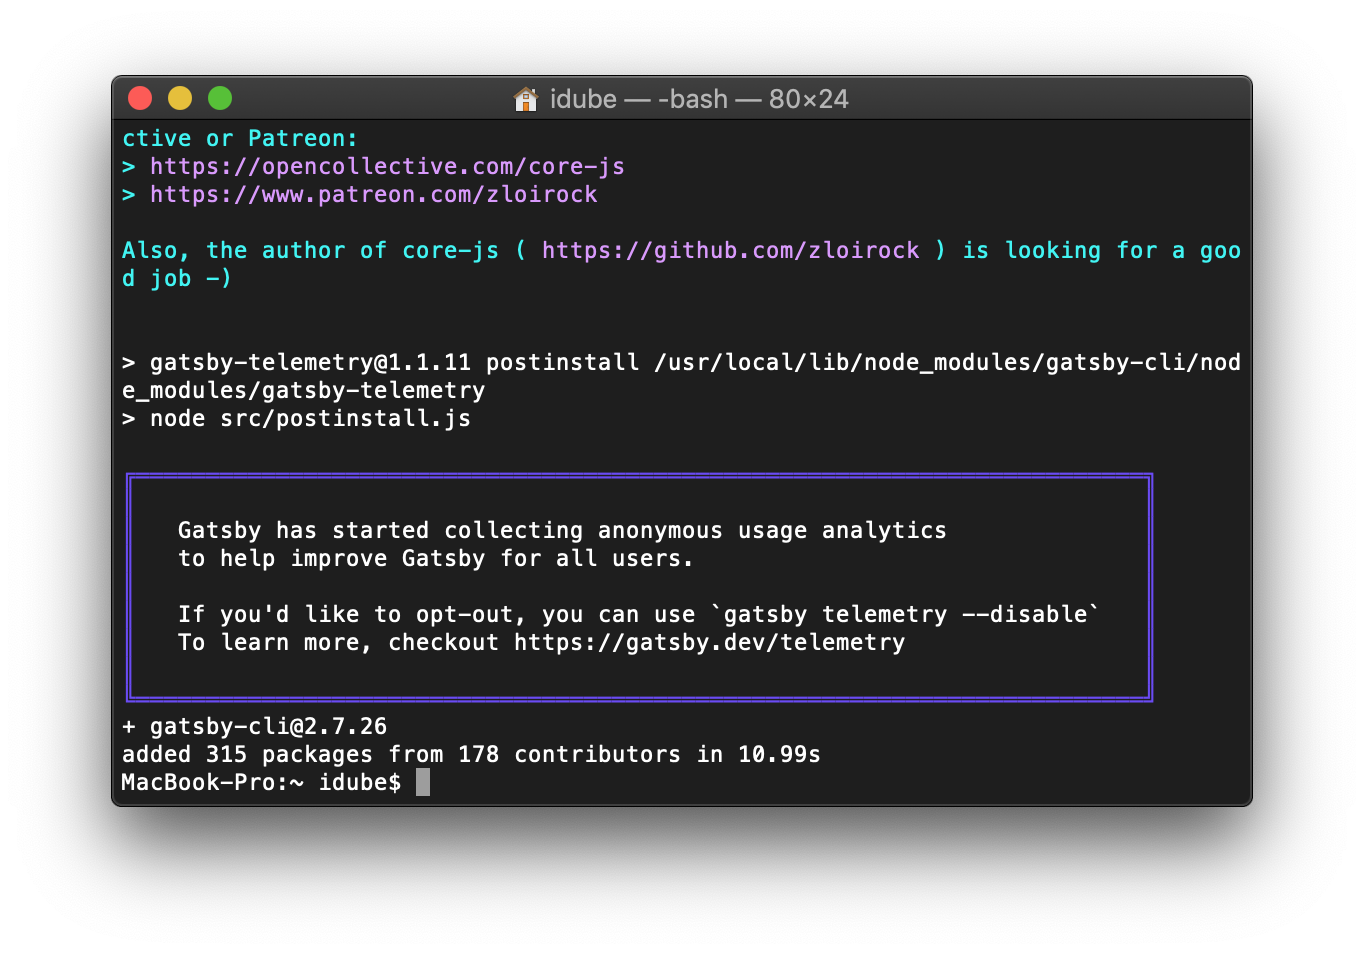 idube — -bash — 80×24
ctive or Patreon:
> https://opencollective.com/core-js
> https://www.patreon.com/zloirock
Also, the author of core-js ( https://github.com/zloirock ) is looking for a goo
d job -)
> gatsby-telemetry@1.1.11 postinstall /usr/local/lib/node_modules/gatsby-cli/nod
e_modules/gatsby-telemetry
> node src/postinstall.js
Gatsby has started collecting anonymous usage analytics
to help improve Gatsby for all users.
If you'd like to opt-out, you can use `gatsby telemetry --disable`
To learn more, checkout https://gatsby.dev/telemetry
+ gatsby-cli@2.7.26
added 315 packages from 178 contributors in 10.99s
MacBook-Pro:~ idube$